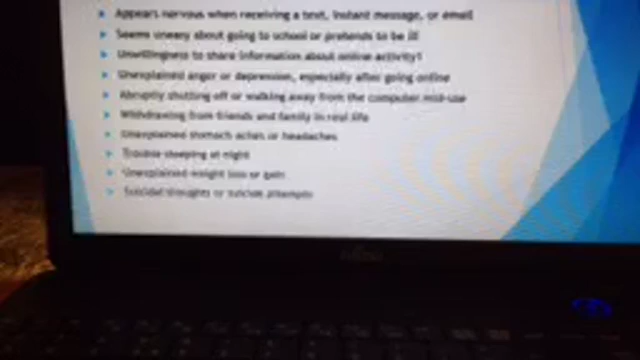 Appears nervous when receiving a text, instant message, or email
Seems uneasy about going to school or pretends to be ill
Unwillingness to share information about online activity?
Unexplained anger or depression, especially after going online
Abruptly shutting off or walking away from the computer mid-use
Withdrawing from friends and family in real life
Unexplained stomach aches or headaches
Trouble sleeping at night
Unexplained weight loss or gain
Suicidal thoughts or suicide attempts